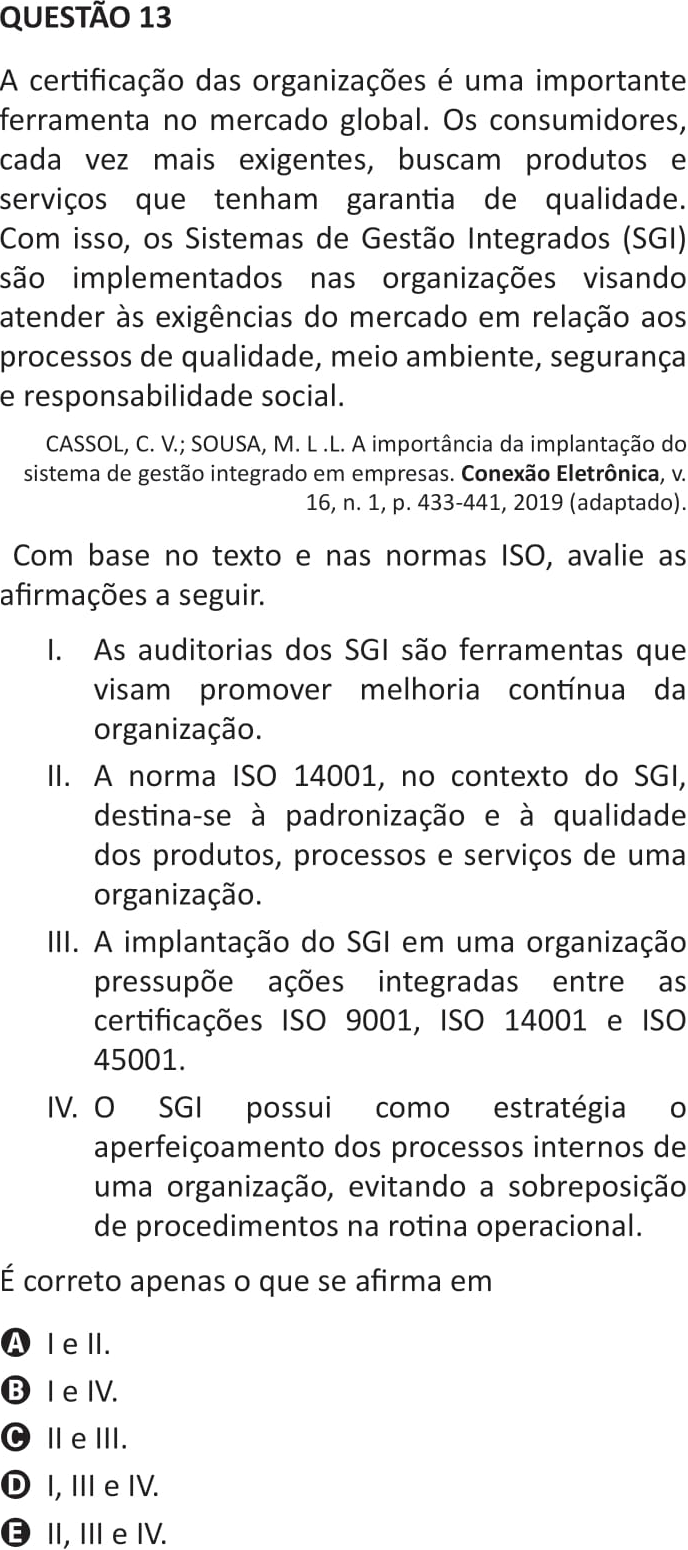 QUESTÃO 13
A certificação das organizações é uma importante
ferramenta no mercado global. Os consumidores,
cada vez mais exigentes, buscam produtos e
serviços que tenham garantia de qualidade.
Com isso, os Sistemas de Gestão Integrados (SGI)
são implementados nas organizações visando
atender às exigências do mercado em relação aos
processos de qualidade, meio ambiente, segurança
e responsabilidade social.
CASSOL, C. V.; SOUSA, M. L .L. A importância da implantação do
sistema de gestão integrado em empresas. Conexão Eletrônica, v.
16, n. 1, p. 433-441, 2019 (adaptado).
Com base no texto e nas normas ISO, avalie as
afirmações a seguir.
I. As auditorias dos SGI são ferramentas que
visam promover melhoria contínua da
organização.
II. A norma ISO 14001, no contexto do SGI,
destina-se à padronização e à qualidade
dos produtos, processos e serviços de uma
organização.
III. A implantação do SGI em uma organização
pressupõe ações integradas entre as
certificações ISO 9001, ISO 14001 e ISO
45001.
IV. O SGI possui como estratégia o
aperfeiçoamento dos processos internos de
uma organização, evitando a sobreposição
de procedimentos na rotina operacional.
É correto apenas o que se afirma em
A I e II.
B I e IV.
C II e III.
D I, III e IV.
E II, III e IV.